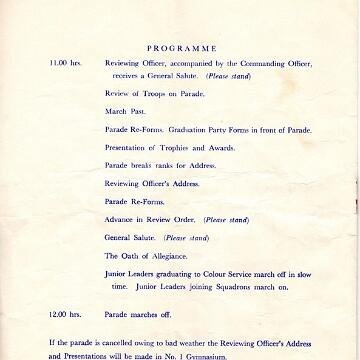 PROGRAMME
11.00 hrs. Reviewing Officer, accompanied by the Commanding Officer,
receives a General Salute. (Please stand)
Review of Troops on Parade.
March Past.
Parade Re-Forms. Graduation Party Forms in front of Parade.
Presentation of Trophies and Awards.
Parade breaks ranks for Address.
Reviewing Officer's Address.
Parade Re-Forms.
Advance in Review Order. (Please stand)
General Salute. (Please stand)
The Oath of Allegiance.
Junior Leaders graduating to Colour Service march off in slow
time. Junior Leaders joining Squadrons march on.
12.00 hrs. Parade marches off.
If the parade is cancelled owing to bad weather the Reviewing Officer's Address
and Presentations will be made in No. 1 Gymnasium.